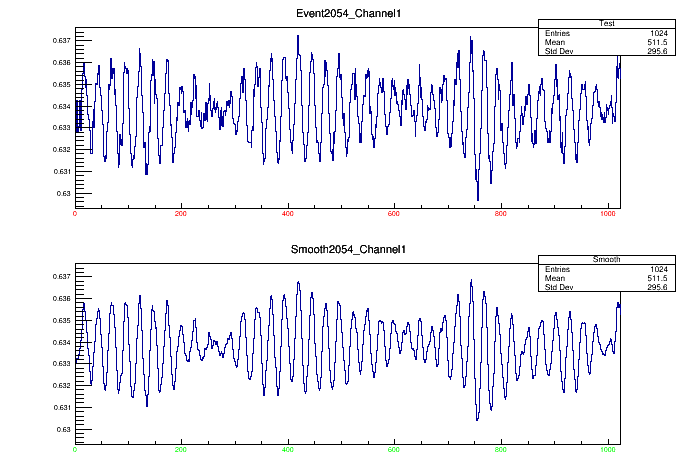 Event2054_Channel1
Test
Entries 1024
Mean 511.5
Std Dev 295.6
0.637
0.636
0.635
0.634
0.633
0.632
0.631
0.63
0 200 400 600 800 1000
Smooth2054_Channel1
Smooth
Entries 1024
Mean 511.5
Std Dev 295.6
0.637
0.636
0.635
0.634
0.633
0.632
0.631
0.63
0 200 400 600 800 1000